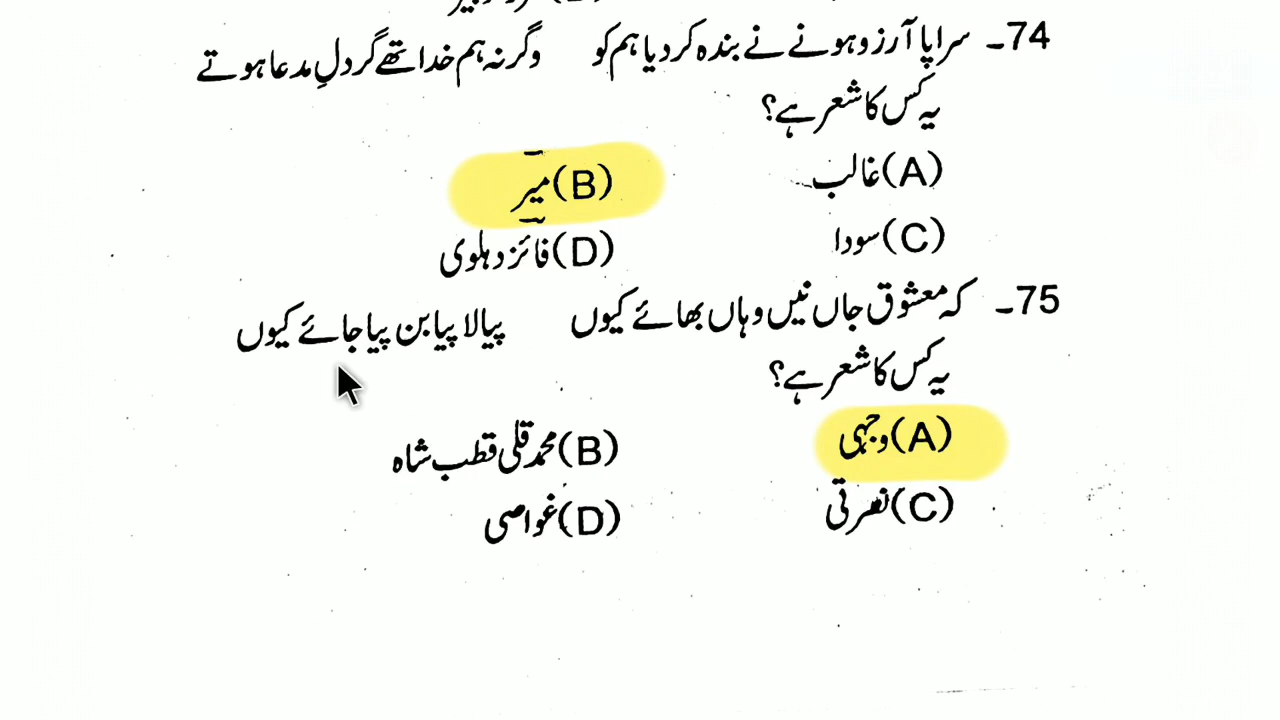 74۔ سراپا آرزو ہونے نے بندہ کر دیا ہم کو وگرنہ ہم خدا تھے گر دلِ مدعا ہوتے
یہ کس کا شعر ہے؟
(A) غالب (B) میر
(C) سودا (D) فائز دہلوی
75۔ کہ معشوق جاں نیں وہاں بھائے کیوں پیالا پیا بن پیا جائے کیوں
یہ کس کا شعر ہے؟
(A) وجہی (B) محمد قلی قطب شاہ
(C) نصرتی (D) غواصی